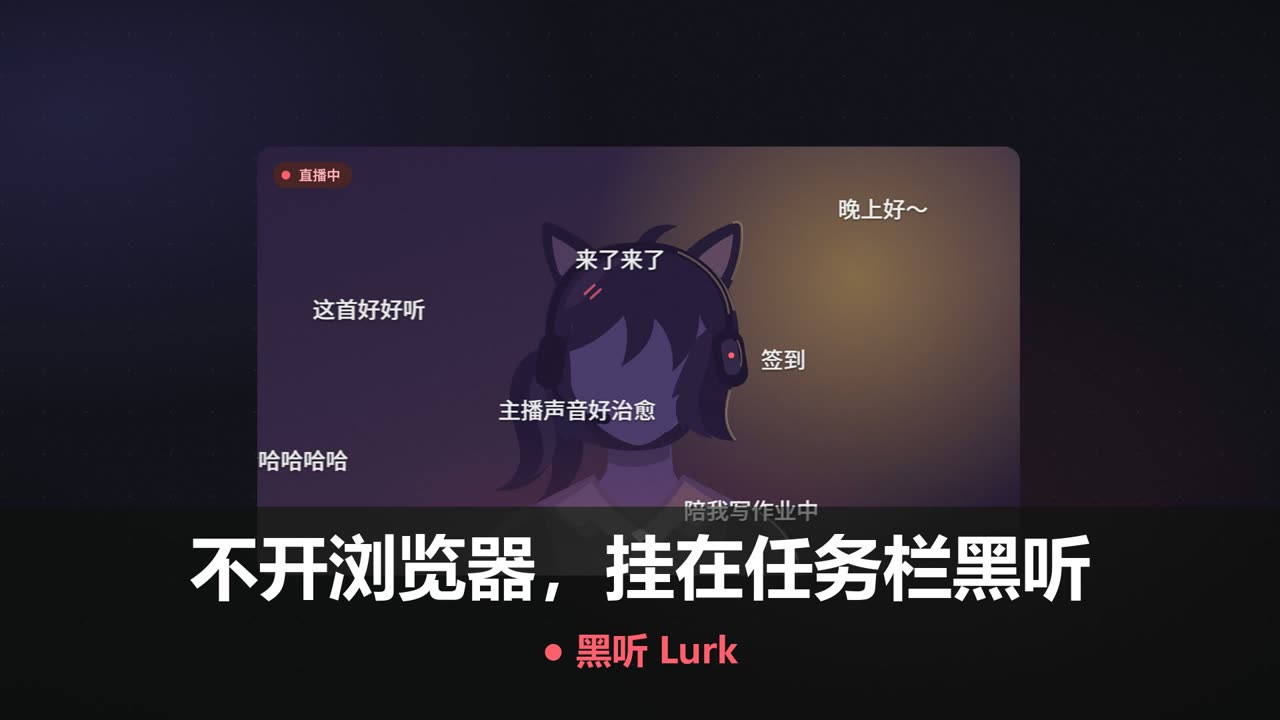 直播中
晚上好～
来了来了
这首好好听
签到
主播声音好治愈
哈哈哈哈
陪我写作业中
不开浏览器，挂在任务栏黑听
黑听 Lurk